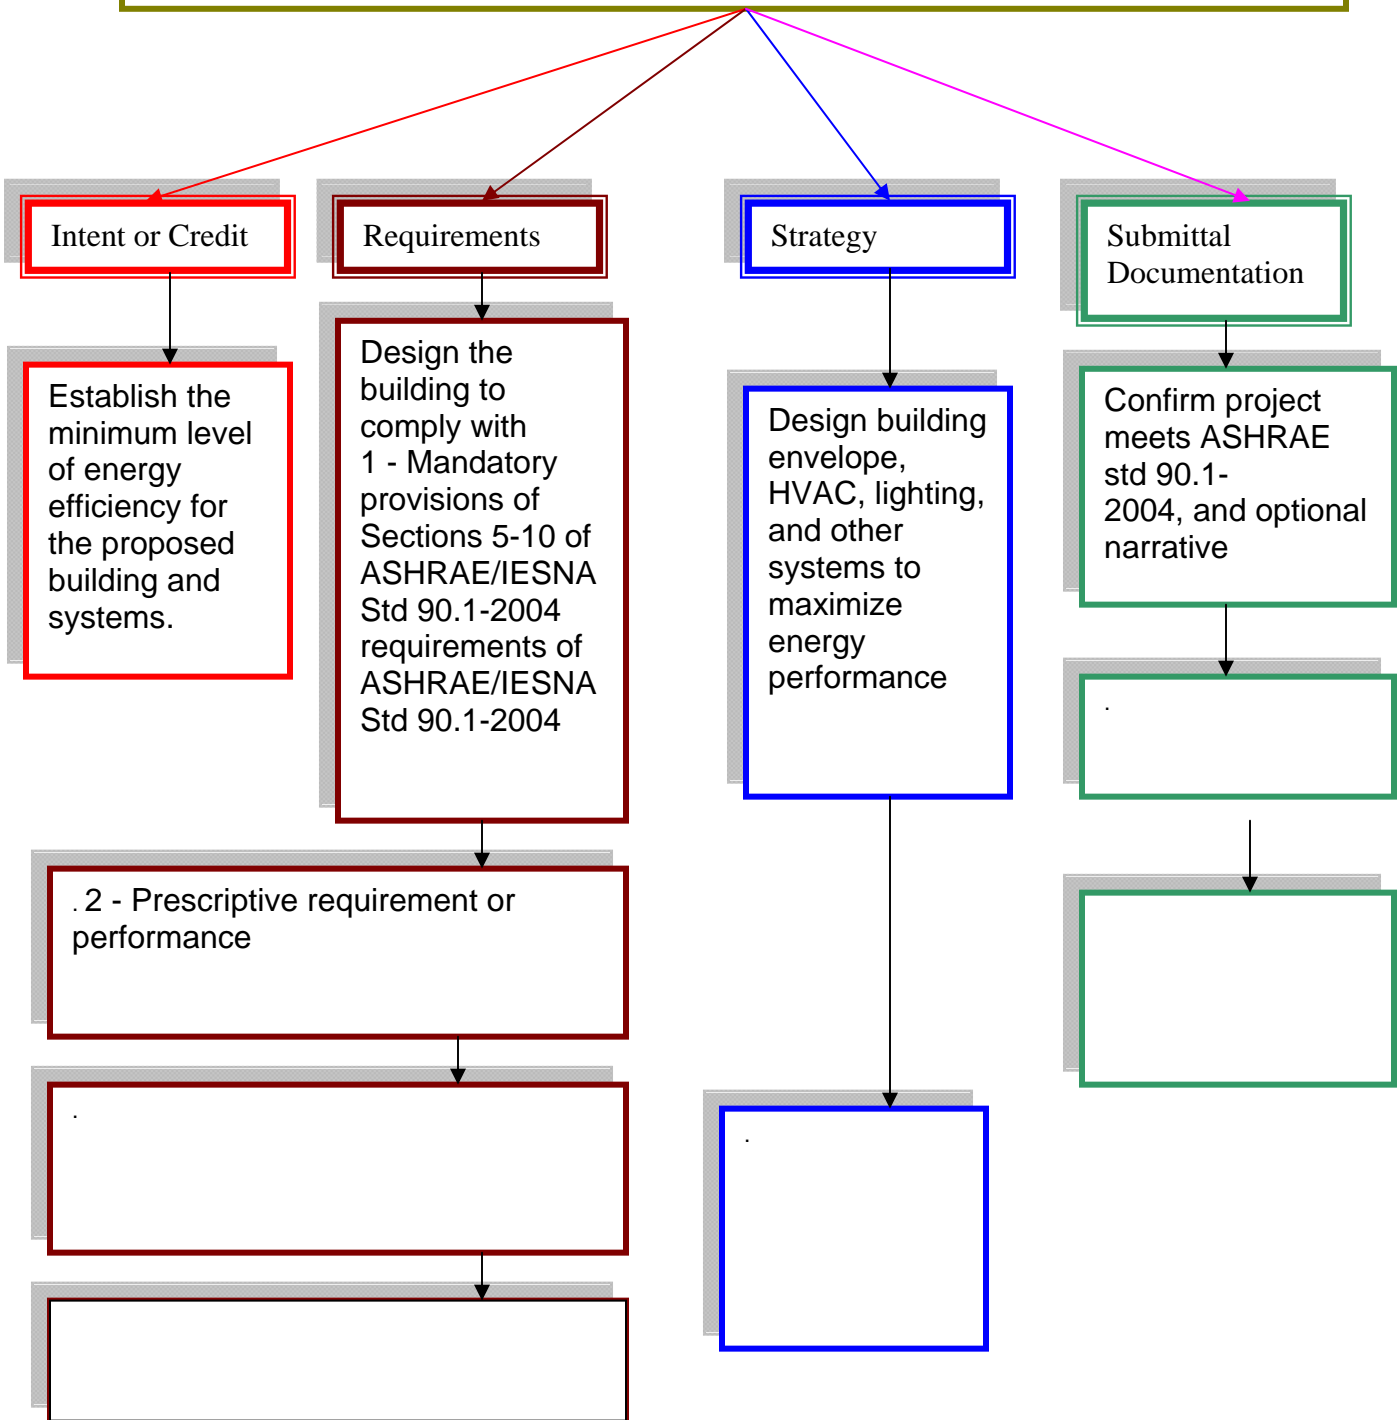 Intent or Credit
Requirements
Strategy
Submittal
Documentation
Establish the
minimum level
of energy
efficiency for
the proposed
building and
systems.
Design the
building to
comply with
1 - Mandatory
provisions of
Sections 5-10 of
ASHRAE/IESNA
Std 90.1-2004
requirements of
ASHRAE/IESNA
Std 90.1-2004
Design building
envelope,
HVAC, lighting,
and other
systems to
maximize
energy
performance
Confirm project
meets ASHRAE
std 90.1-
2004, and optional
narrative
.
. 2 - Prescriptive requirement or
performance
.
.